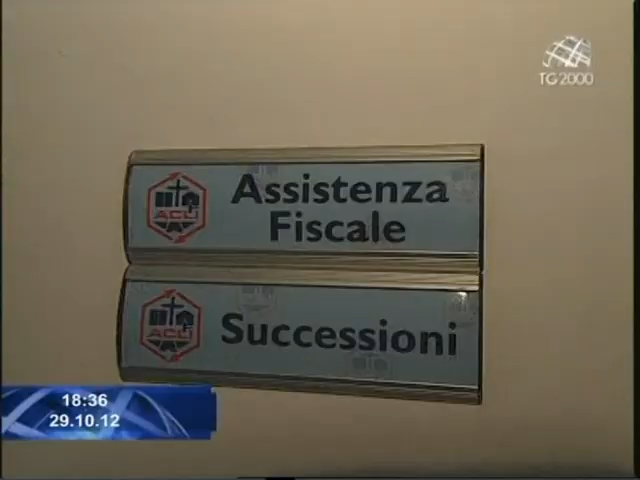 TG2000
ACLI
Assistenza
Fiscale
ACLI
Successioni
18:36
29.10.12